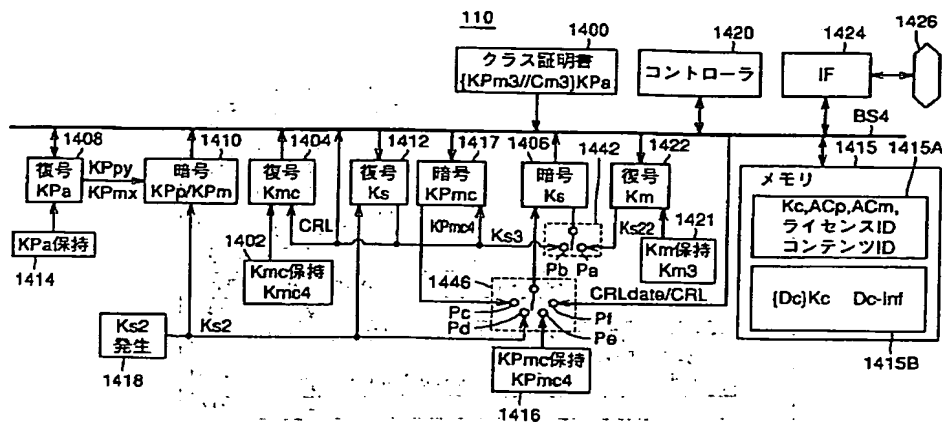 110
1400
クラス証明書
{KPm3//Cm3}KPa
1420
コントローラ
1424
IF
1426
BS4
1408
復号
KPa
KPpy
KPmx
1410
暗号
KPp/KPm
1404
復号
Kmc
CRL
1412
復号
Ks
1417
暗号
KPmc
KPmc4
1406
暗号
Ks
1442
1422
復号
Km
1415
1415A
メモリ
Kc,ACp,ACm,
ライセンスID
コンテンツID
{Dc}Kc Dc-Inf
1415B
KPa保持
1414
1402
Kmc保持
Kmc4
Ks3
Pb
Pa
Ks22
1421
Km保持
Km3
1446
CRLdate/CRL
Pc
Pd
Pf
Pe
Ks2
発生
1418
Ks2
KPmc保持
KPmc4
1416